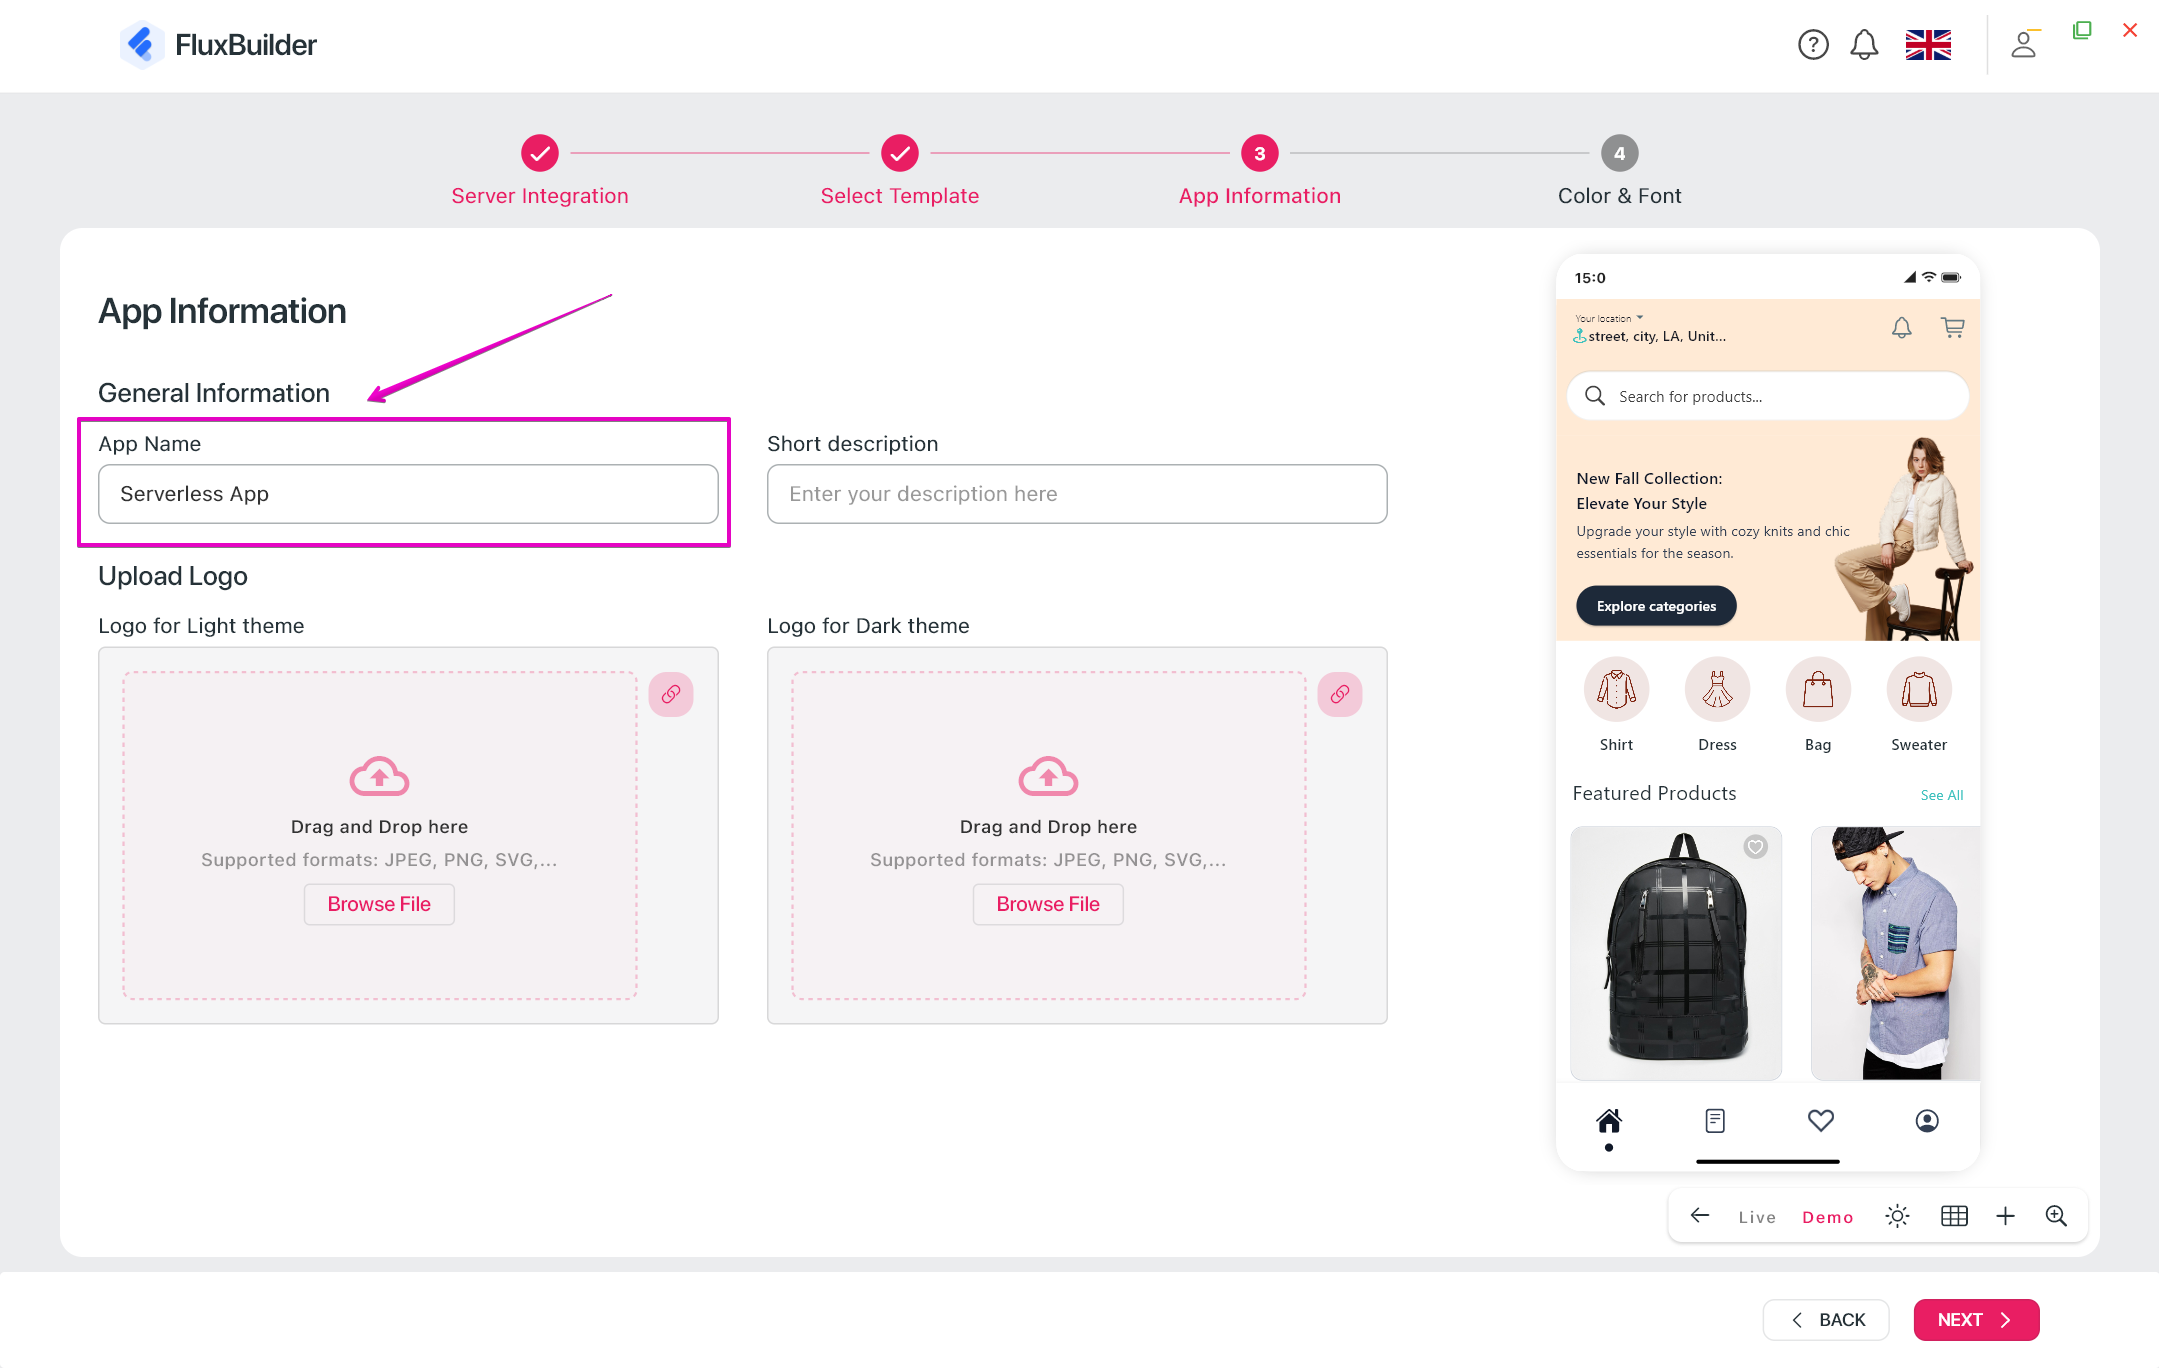 FluxBuilder
?
3
4
Server Integration
Select Template
App Information
Color & Font
App Information
General Information
App Name
Serverless App
Short description
Enter your description here
Upload Logo
Logo for Light theme
Drag and Drop here
Supported formats: JPEG, PNG, SVG,...
Browse File
Logo for Dark theme
Drag and Drop here
Supported formats: JPEG, PNG, SVG,...
Browse File
15:0
Your location
street, city, LA, Unit...
Search for products...
New Fall Collection:
Elevate Your Style
Upgrade your style with cozy knits and chic
essentials for the season.
Explore categories
Shirt
Dress
Bag
Sweater
Featured Products
See All
Live
Demo
BACK
NEXT